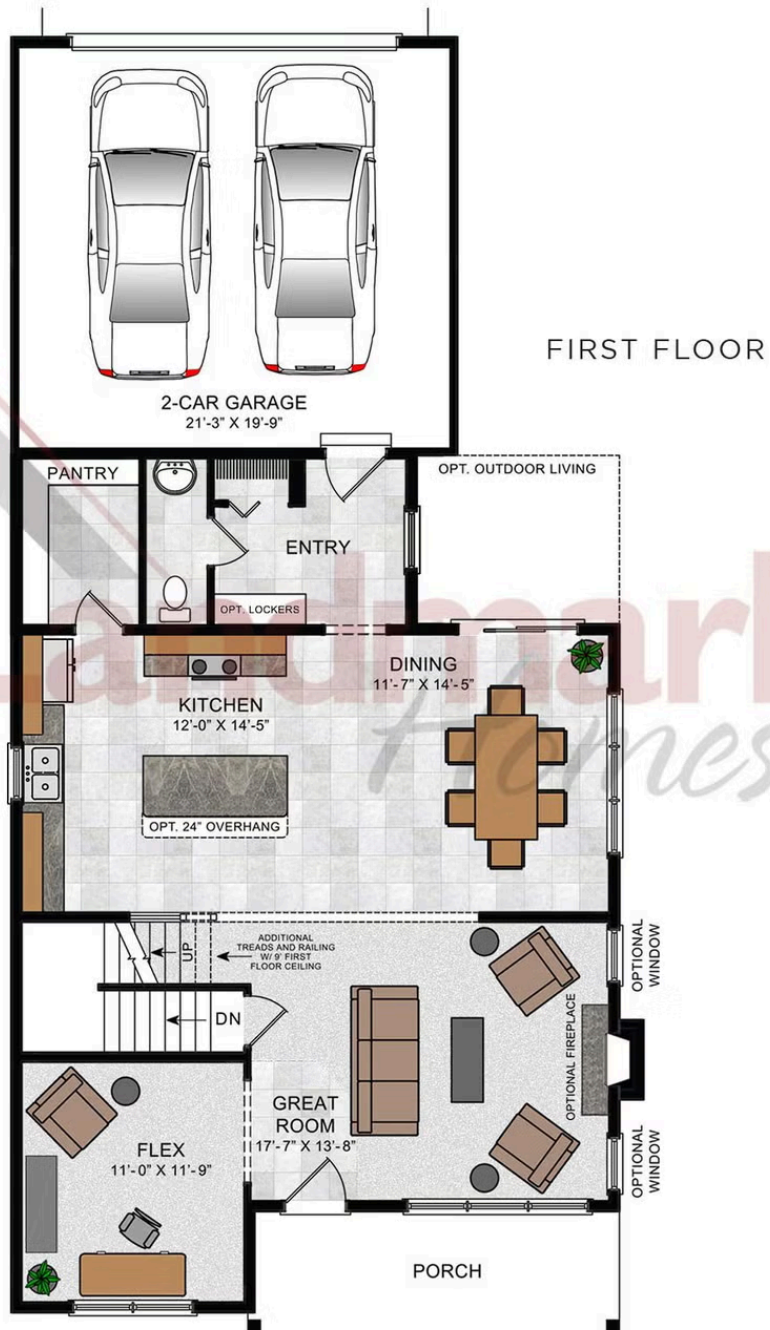 FIRST FLOOR
2-CAR GARAGE
21'-3" X 19'-9"
PANTRY
OPT. OUTDOOR LIVING
ENTRY
OPT. LOCKERS
Landmark
Homes
DINING
11'-7" X 14'-5"
KITCHEN
12'-0" X 14'-5"
OPT. 24" OVERHANG
UP
ADDITIONAL
TREADS AND RAILING
W/ 9' FIRST
FLOOR CEILING
OPTIONAL
WINDOW
DN
OPTIONAL FIREPLACE
GREAT
ROOM
17'-7" X 13'-8"
FLEX
11'-0" X 11'-9"
OPTIONAL
WINDOW
PORCH